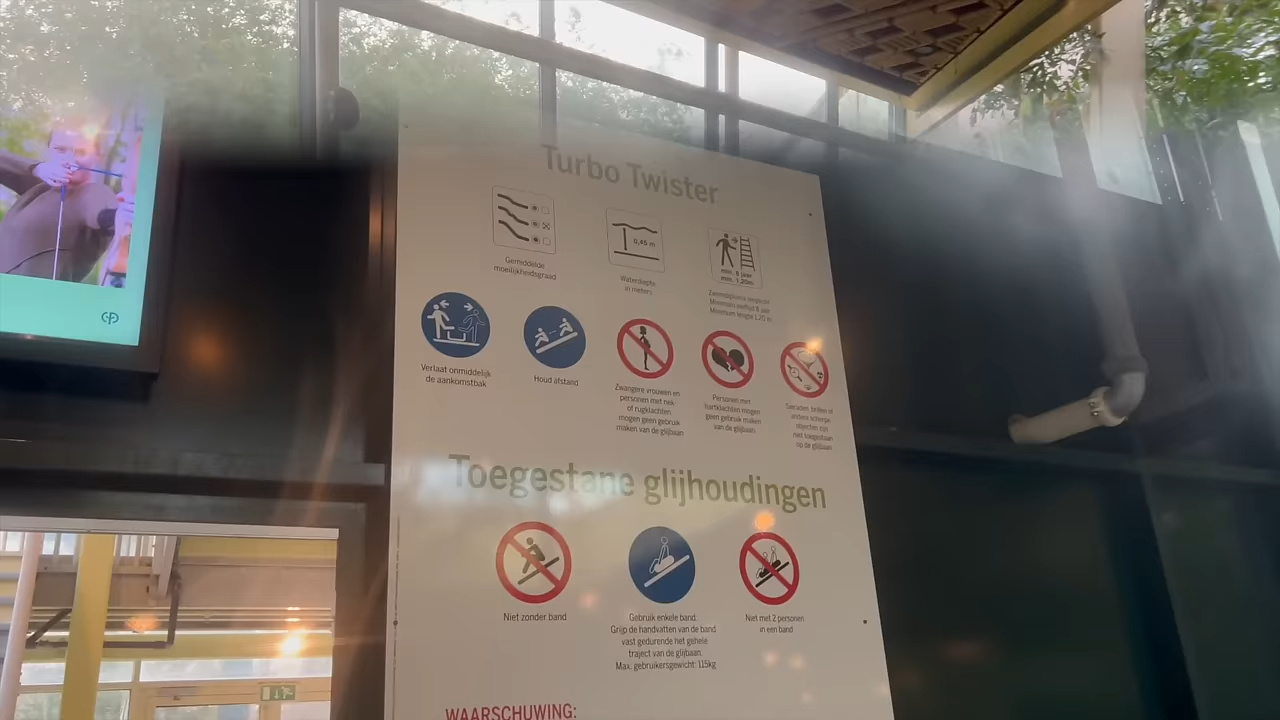 Turbo Twister
0,45 m
min. 8 jaar
min. 1.20m
Gemiddelde
moeilijkheidsgraad
Waterdiepte
in meters.
Zwemdiploma verplicht
Minimum leeftijd 8 jaar
Minimum lengte 1.20 m.
Verlaat onmiddelijk
de aankomstbak
Houd afstand
Zwangere vrouwen en
personen met nek-
of rugklachten
mogen geen gebruik
maken van de glijbaan
Personen met
hartklachten mogen
geen gebruik maken
van de glijbaan.
Sieraden, brillen of
andere scherpe
objecten zijn
niet toegestaan
op de glijbaan
Toegestane glijhoudingen
Niet zonder band
Gebruik enkele band.
Grijp de handvatten van de band
vast gedurende het gehele
traject van de glijbaan.
Max. gebruikersgewicht: 115kg
Niet met 2 personen
in een band
WAARSCHUWING: